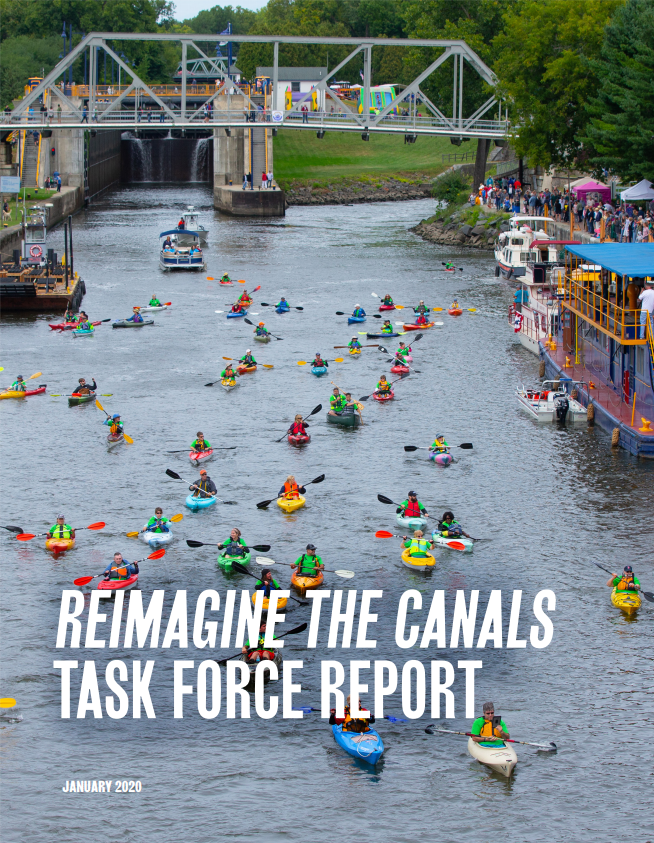 REIMAGINE THE CANALS
TASK FORCE REPORT
JANUARY 2020